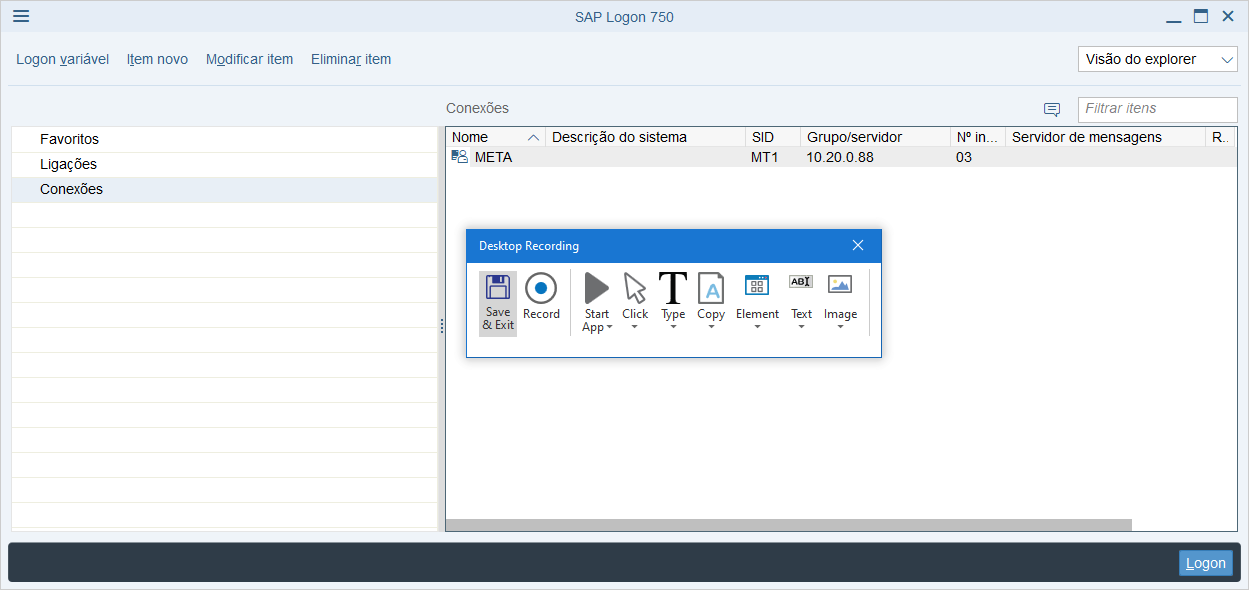 SAP Logon 750
Logon variável Item novo Modificar item Eliminar item Visão do explorer
Conexões Filtrar itens
Favoritos
Ligações
Conexões
Nome Descrição do sistema SID Grupo/servidor Nº in... Servidor de mensagens R..
META MT1 10.20.0.88 03
Desktop Recording
Save & Exit
Record
Start App
Click
Type
Copy
Element
Text
Image
T
A
ABI
Logon